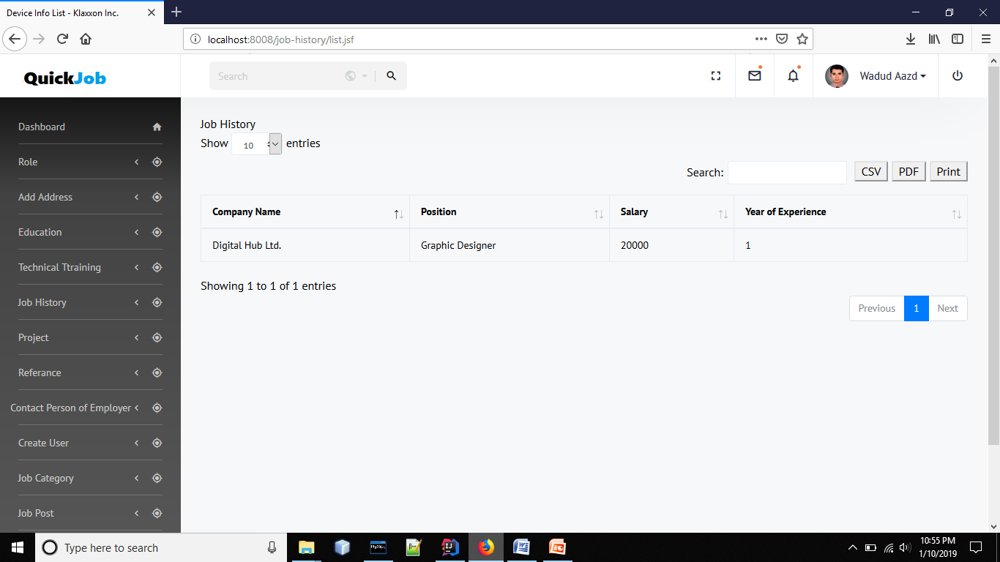 Device Info List - Klaxxon Inc.
localhost:8008/job-history/list.jsf
QuickJob
Search
Wadud Aazd
Dashboard
Role
Add Address
Education
Technical Ttraining
Job History
Project
Referance
Contact Person of Employer
Create User
Job Category
Job Post
Job History
Show 10 entries
Search: CSV PDF Print
Company Name Position Salary Year of Experience
Digital Hub Ltd. Graphic Designer 20000 1
Showing 1 to 1 of 1 entries
Previous 1 Next
Type here to search
MySQL
IJ
10:55 PM
1/10/2019